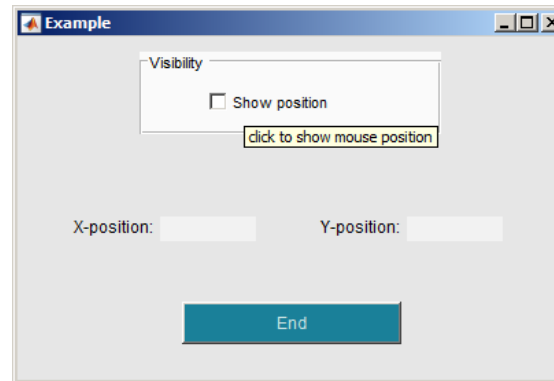 Example
Visibility
Show position
click to show mouse position
X-position: Y-position:
End